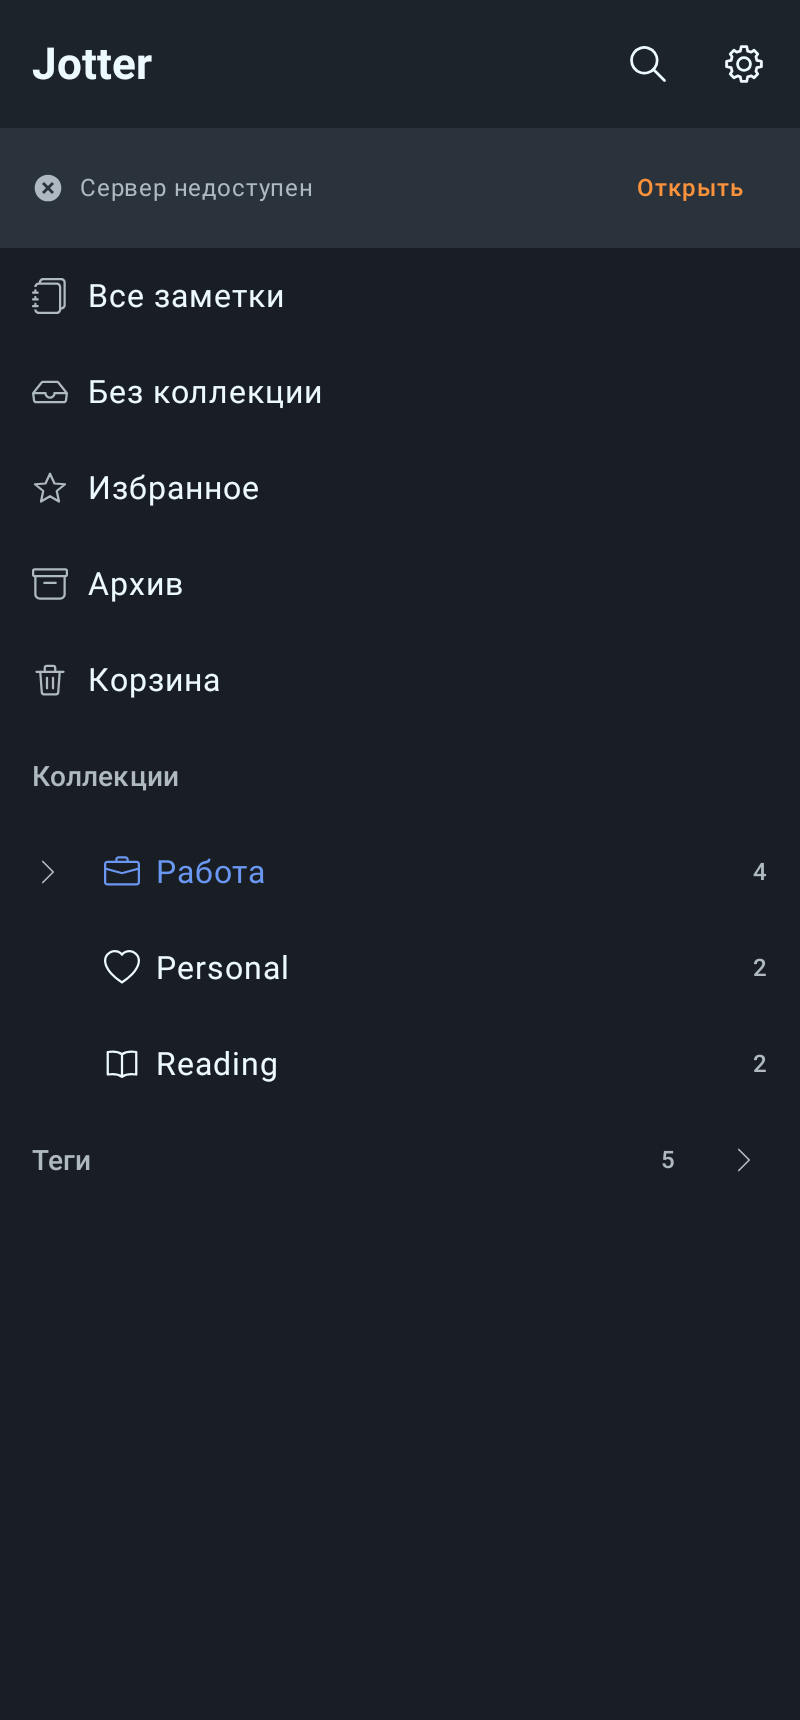 Jotter
Сервер недоступен Открыть
Все заметки
Без коллекции
Избранное
Архив
Корзина
Коллекции
Работа 4
Personal 2
Reading 2
Теги 5